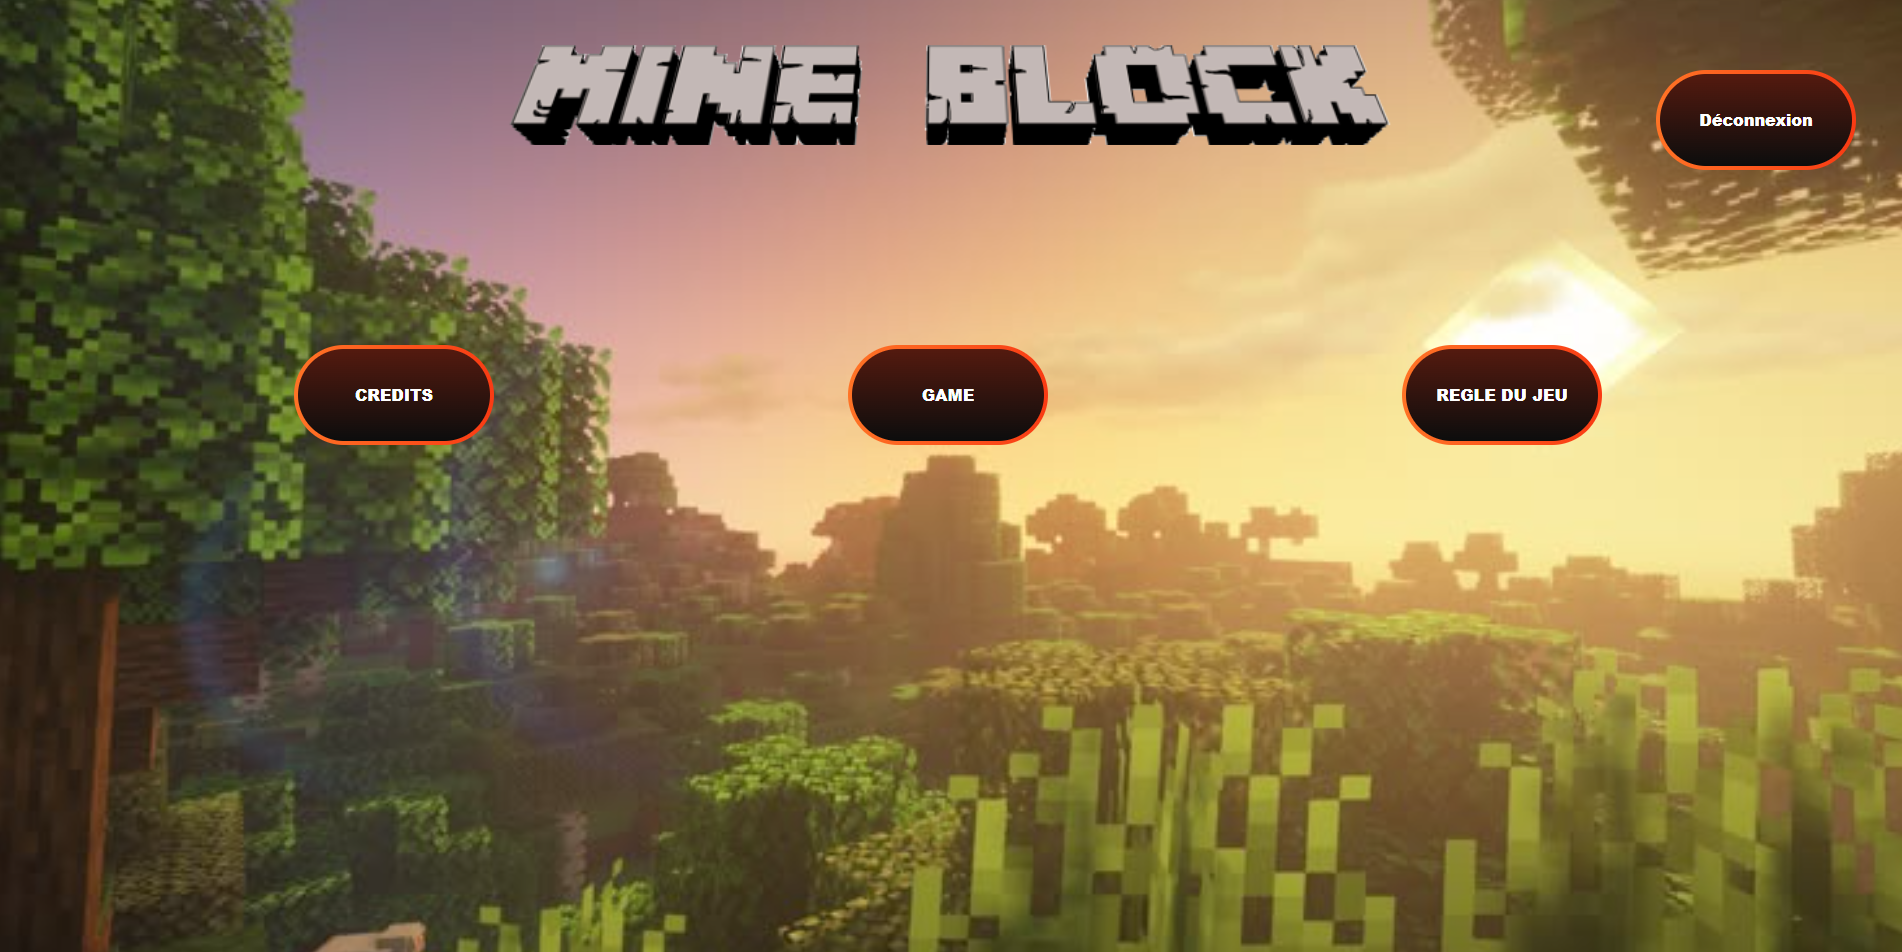 MINE BLOCK
Déconnexion
CREDITS
GAME
REGLE DU JEU